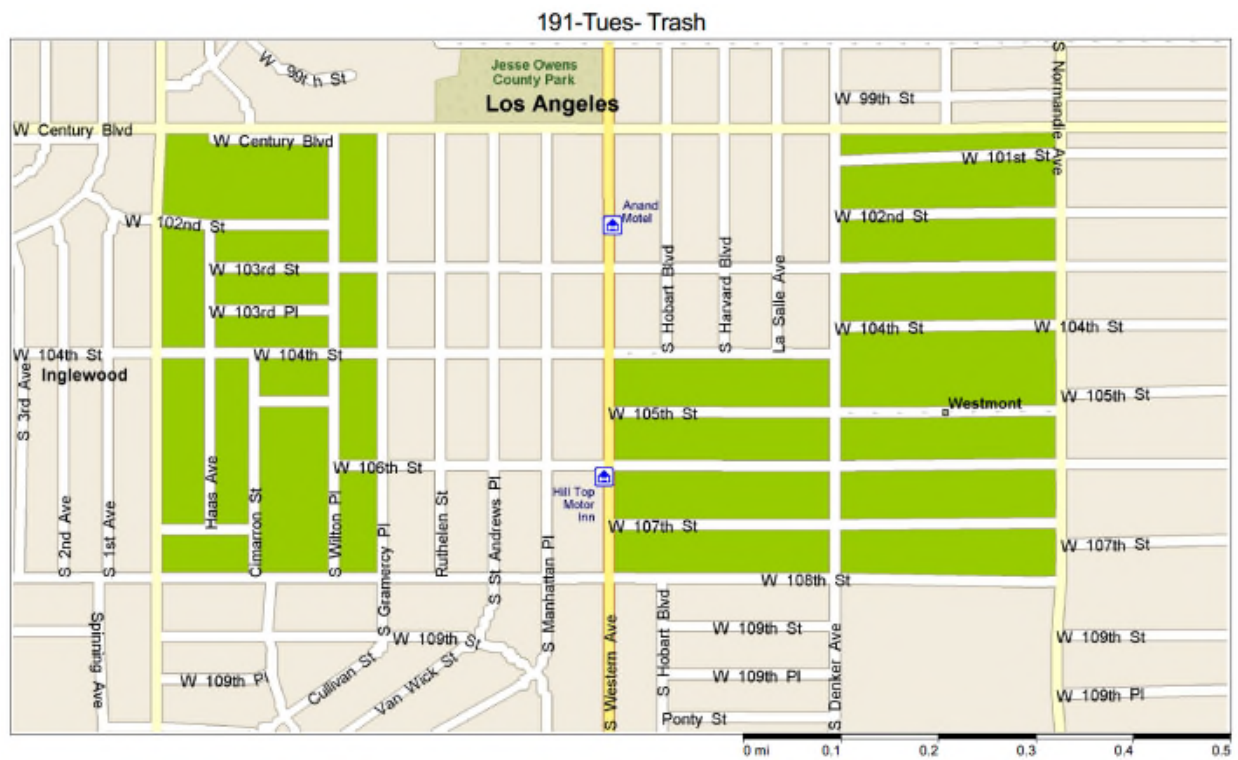 191-Tues- Trash
W 99th St
Jesse Owens
County Park
Los Angeles
W 99th St
S Normandie Ave
W Century Blvd
W Century Blvd
W 101st St
W 102nd St
Anand
Motel
W 102nd St
W 103rd St
S Hobart Blvd
S Harvard Blvd
La Salle Ave
W 103rd Pl
W 104th St
W 104th St
W 104th St
W 104th St
Inglewood
S 3rd Ave
W 105th St
Westmont
W 105th St
W 106th St
Hill Top
Motor
Inn
S 2nd Ave
S 1st Ave
Haas Ave
Cimarron St
S Wilton Pl
S Gramercy Pl
Ruthelen St
S St Andrews Pl
S Manhattan Pl
W 107th St
W 107th St
W 108th St
Spinning Ave
W 109th St
S Western Ave
S Hobart Blvd
W 109th St
S Denker Ave
W 109th St
W 109th Pl
Cullivan St
Van Wick St
W 109th Pl
W 109th Pl
Ponty St
0 mi
0.1
0.2
0.3
0.4
0.5